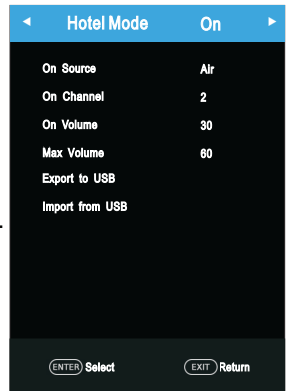 Hotel Mode On
On Source Air
On Channel 2
On Volume 30
Max Volume 60
Export to USB
Import from USB
ENTER Select EXIT Return